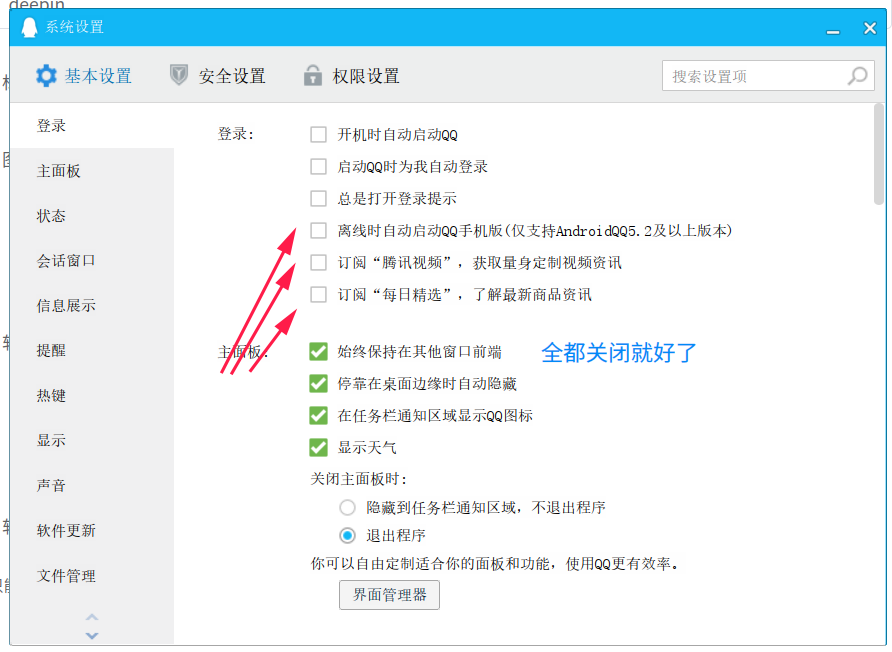 deepin
系统设置
基本设置
安全设置
权限设置
搜索设置项
登录
主面板
状态
会话窗口
信息展示
提醒
热键
显示
声音
软件更新
文件管理
登录:
开机时自动启动QQ
启动QQ时为我自动登录
总是打开登录提示
离线时自动启动QQ手机版(仅支持AndroidQQ5.2及以上版本)
订阅“腾讯视频”，获取量身定制视频资讯
订阅“每日精选”，了解最新商品资讯
主面板:
始终保持在其他窗口前端
全都关闭就好了
停靠在桌面边缘时自动隐藏
在任务栏通知区域显示QQ图标
显示天气
关闭主面板时:
隐藏到任务栏通知区域，不退出程序
退出程序
你可以自由定制适合你的面板和功能，使用QQ更有效率。
界面管理器